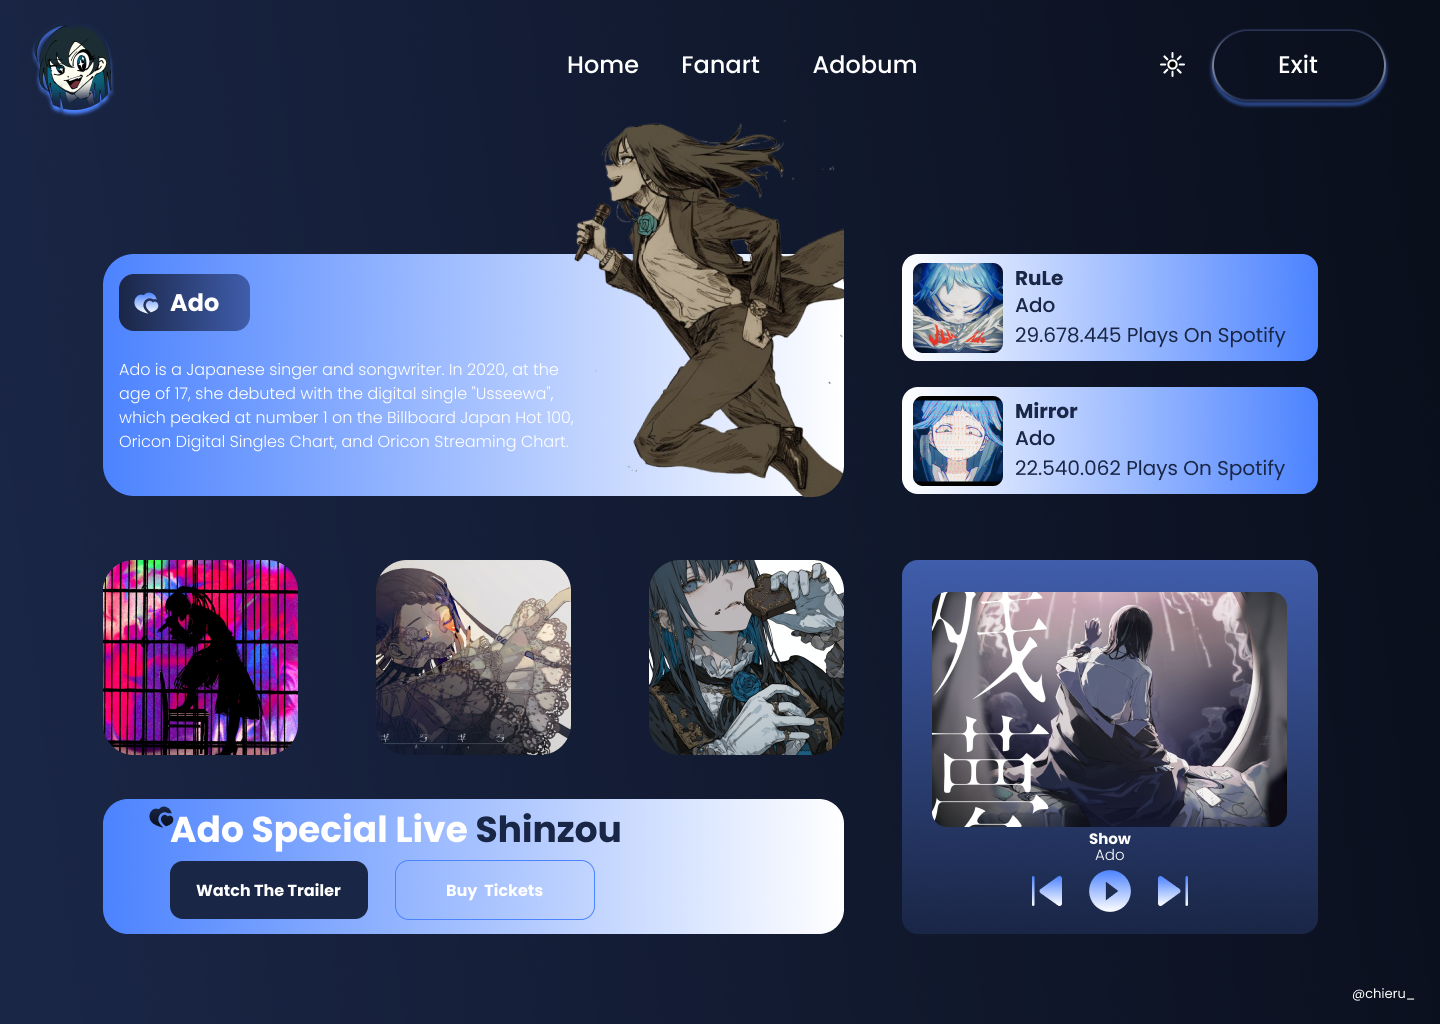 Home
Fanart
Adobum
Exit
Ado
Ado is a Japanese singer and songwriter. In 2020, at the
age of 17, she debuted with the digital single "Usseewa",
which peaked at number 1 on the Billboard Japan Hot 100,
Oricon Digital Singles Chart, and Oricon Streaming Chart.
RuLe
Ado
29.678.445 Plays On Spotify
Mirror
Ado
22.540.062 Plays On Spotify
残
夢
Show
Ado
Ado Special Live Shinzou
Watch The Trailer
Buy Tickets
@chieru_